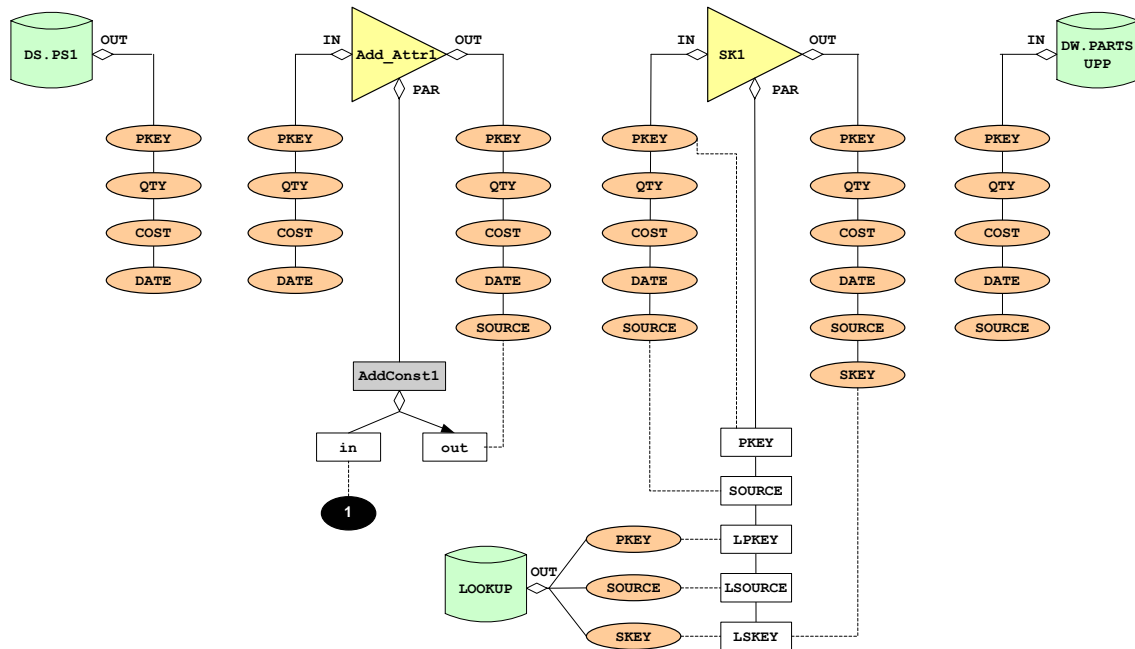 DS.PS1
OUT
PKEY
QTY
COST
DATE
IN
Add_Attr1
OUT
PAR
PKEY
QTY
COST
DATE
PKEY
QTY
COST
DATE
SOURCE
AddConst1
in
out
1
IN
SK1
OUT
PAR
PKEY
QTY
COST
DATE
SOURCE
PKEY
QTY
COST
DATE
SOURCE
SKEY
PKEY
SOURCE
LPKEY
LSOURCE
LSKEY
LOOKUP
OUT
PKEY
SOURCE
SKEY
IN
DW.PARTS
UPP
PKEY
QTY
COST
DATE
SOURCE